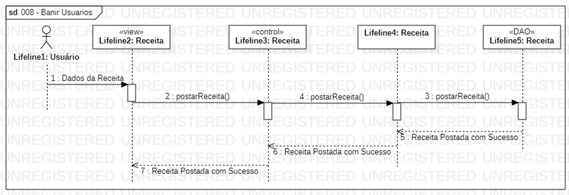 sd 008 - Banir Usuarios
«view»
Lifeline2: Receita
«control»
Lifeline3: Receita
Lifeline4: Receita
«DAO»
Lifeline5: Receita
Lifeline1: Usuário
1 : Dados da Receita
2 : postarReceita()
4 : postarReceita()
3 : postarReceita()
5 : Receita Postada com Sucesso
6 : Receita Postada com Sucesso
7 : Receita Postada com Sucesso
UNREGISTERED